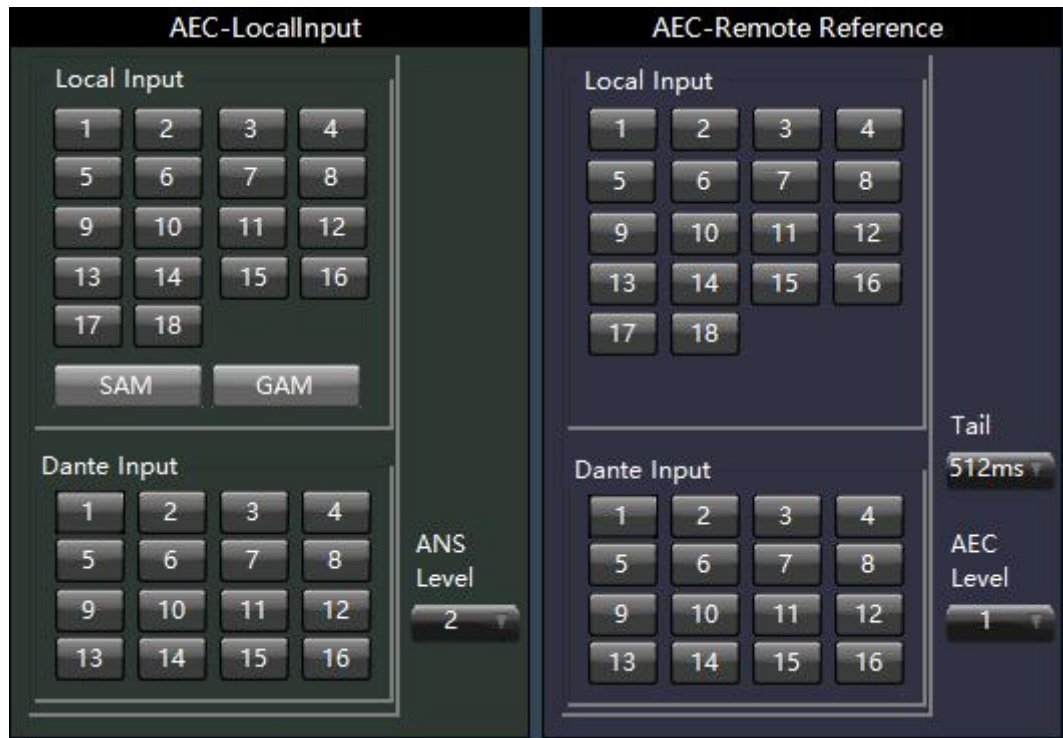 AEC-LocalInput
Local Input
1 2 3 4
5 6 7 8
9 10 11 12
13 14 15 16
17 18
SAM GAM
Dante Input
1 2 3 4
5 6 7 8
9 10 11 12
13 14 15 16
ANS
Level
2
AEC-Remote Reference
Local Input
1 2 3 4
5 6 7 8
9 10 11 12
13 14 15 16
17 18
Dante Input
1 2 3 4
5 6 7 8
9 10 11 12
13 14 15 16
Tail
512ms
AEC
Level
1